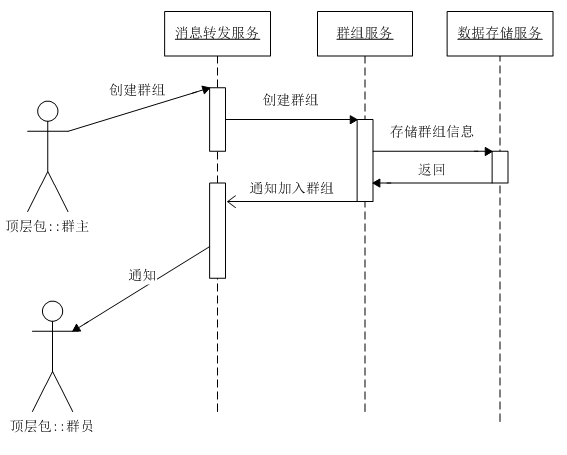 消息转发服务
群组服务
数据存储服务
创建群组
创建群组
存储群组信息
返回
通知加入群组
顶层包::群主
通知
顶层包::群员